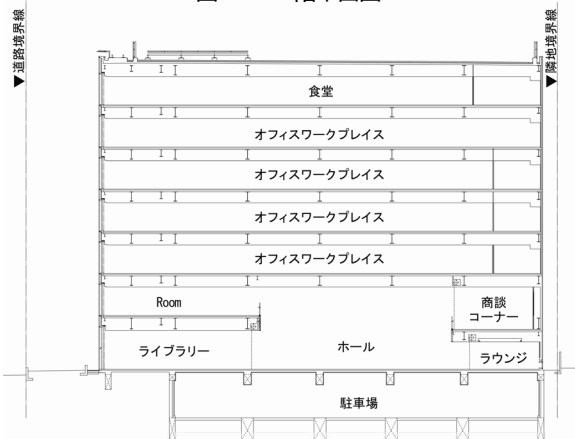 ▼道路境界線
▼隣地境界線
食堂
オフィスワークプレイス
オフィスワークプレイス
オフィスワークプレイス
オフィスワークプレイス
Room
商談
コーナー
ライブラリー
ホール
ラウンジ
駐車場